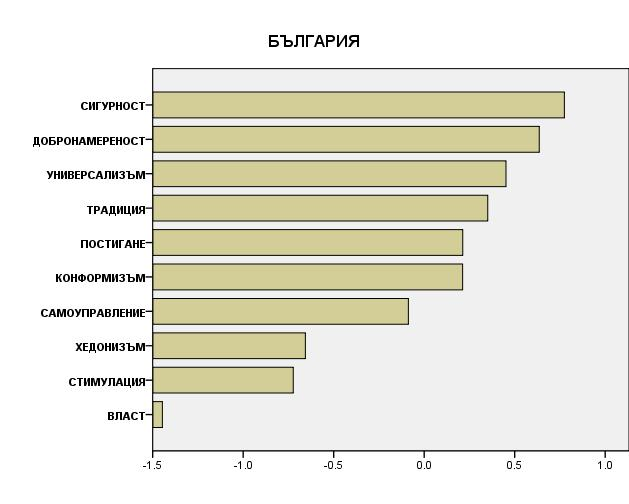 БЪЛГАРИЯ
СИГУРНОСТ
ДОБРОНАМЕРЕНОСТ
УНИВЕРСАЛИЗЪМ
ТРАДИЦИЯ
ПОСТИГАНЕ
КОНФОРМИЗЪМ
САМОУПРАВЛЕНИЕ
ХЕДОНИЗЪМ
СТИМУЛАЦИЯ
ВЛАСТ
-1.5 -1.0 -0.5 0.0 0.5 1.0